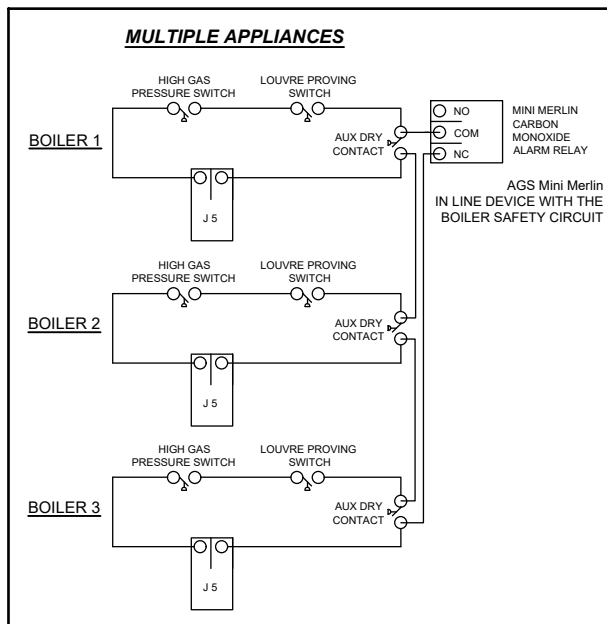 MULTIPLE APPLIANCES
HIGH GAS
PRESSURE SWITCH
LOUVRE PROVING
SWITCH
BOILER 1
AUX DRY
CONTACT
NO
COM
NC
MINI MERLIN
CARBON
MONOXIDE
ALARM RELAY
J 5
AGS Mini Merlin
IN LINE DEVICE WITH THE
BOILER SAFETY CIRCUIT
HIGH GAS
PRESSURE SWITCH
LOUVRE PROVING
SWITCH
BOILER 2
AUX DRY
CONTACT
J 5
HIGH GAS
PRESSURE SWITCH
LOUVRE PROVING
SWITCH
BOILER 3
AUX DRY
CONTACT
J 5